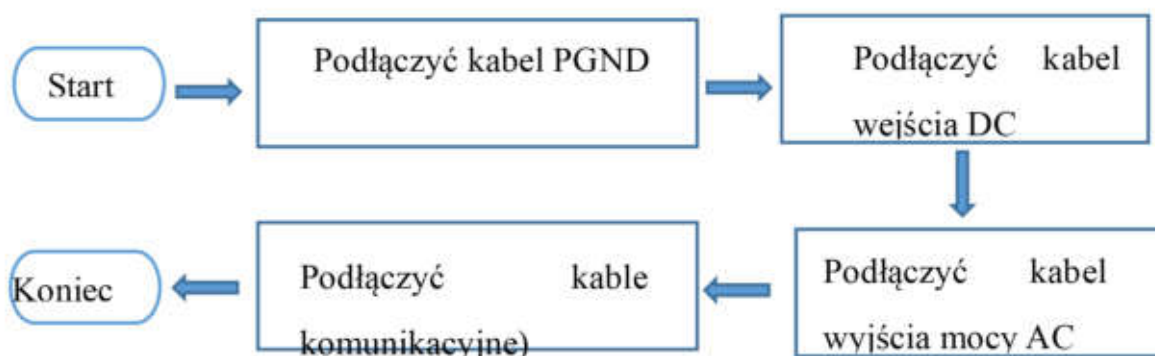 Start
Podłączyć kabel PGND
Podłączyć kabel
wejścia DC
Podłączyć kabel
wyjścia mocy AC
Podłączyć kable
komunikacyjne)
Koniec